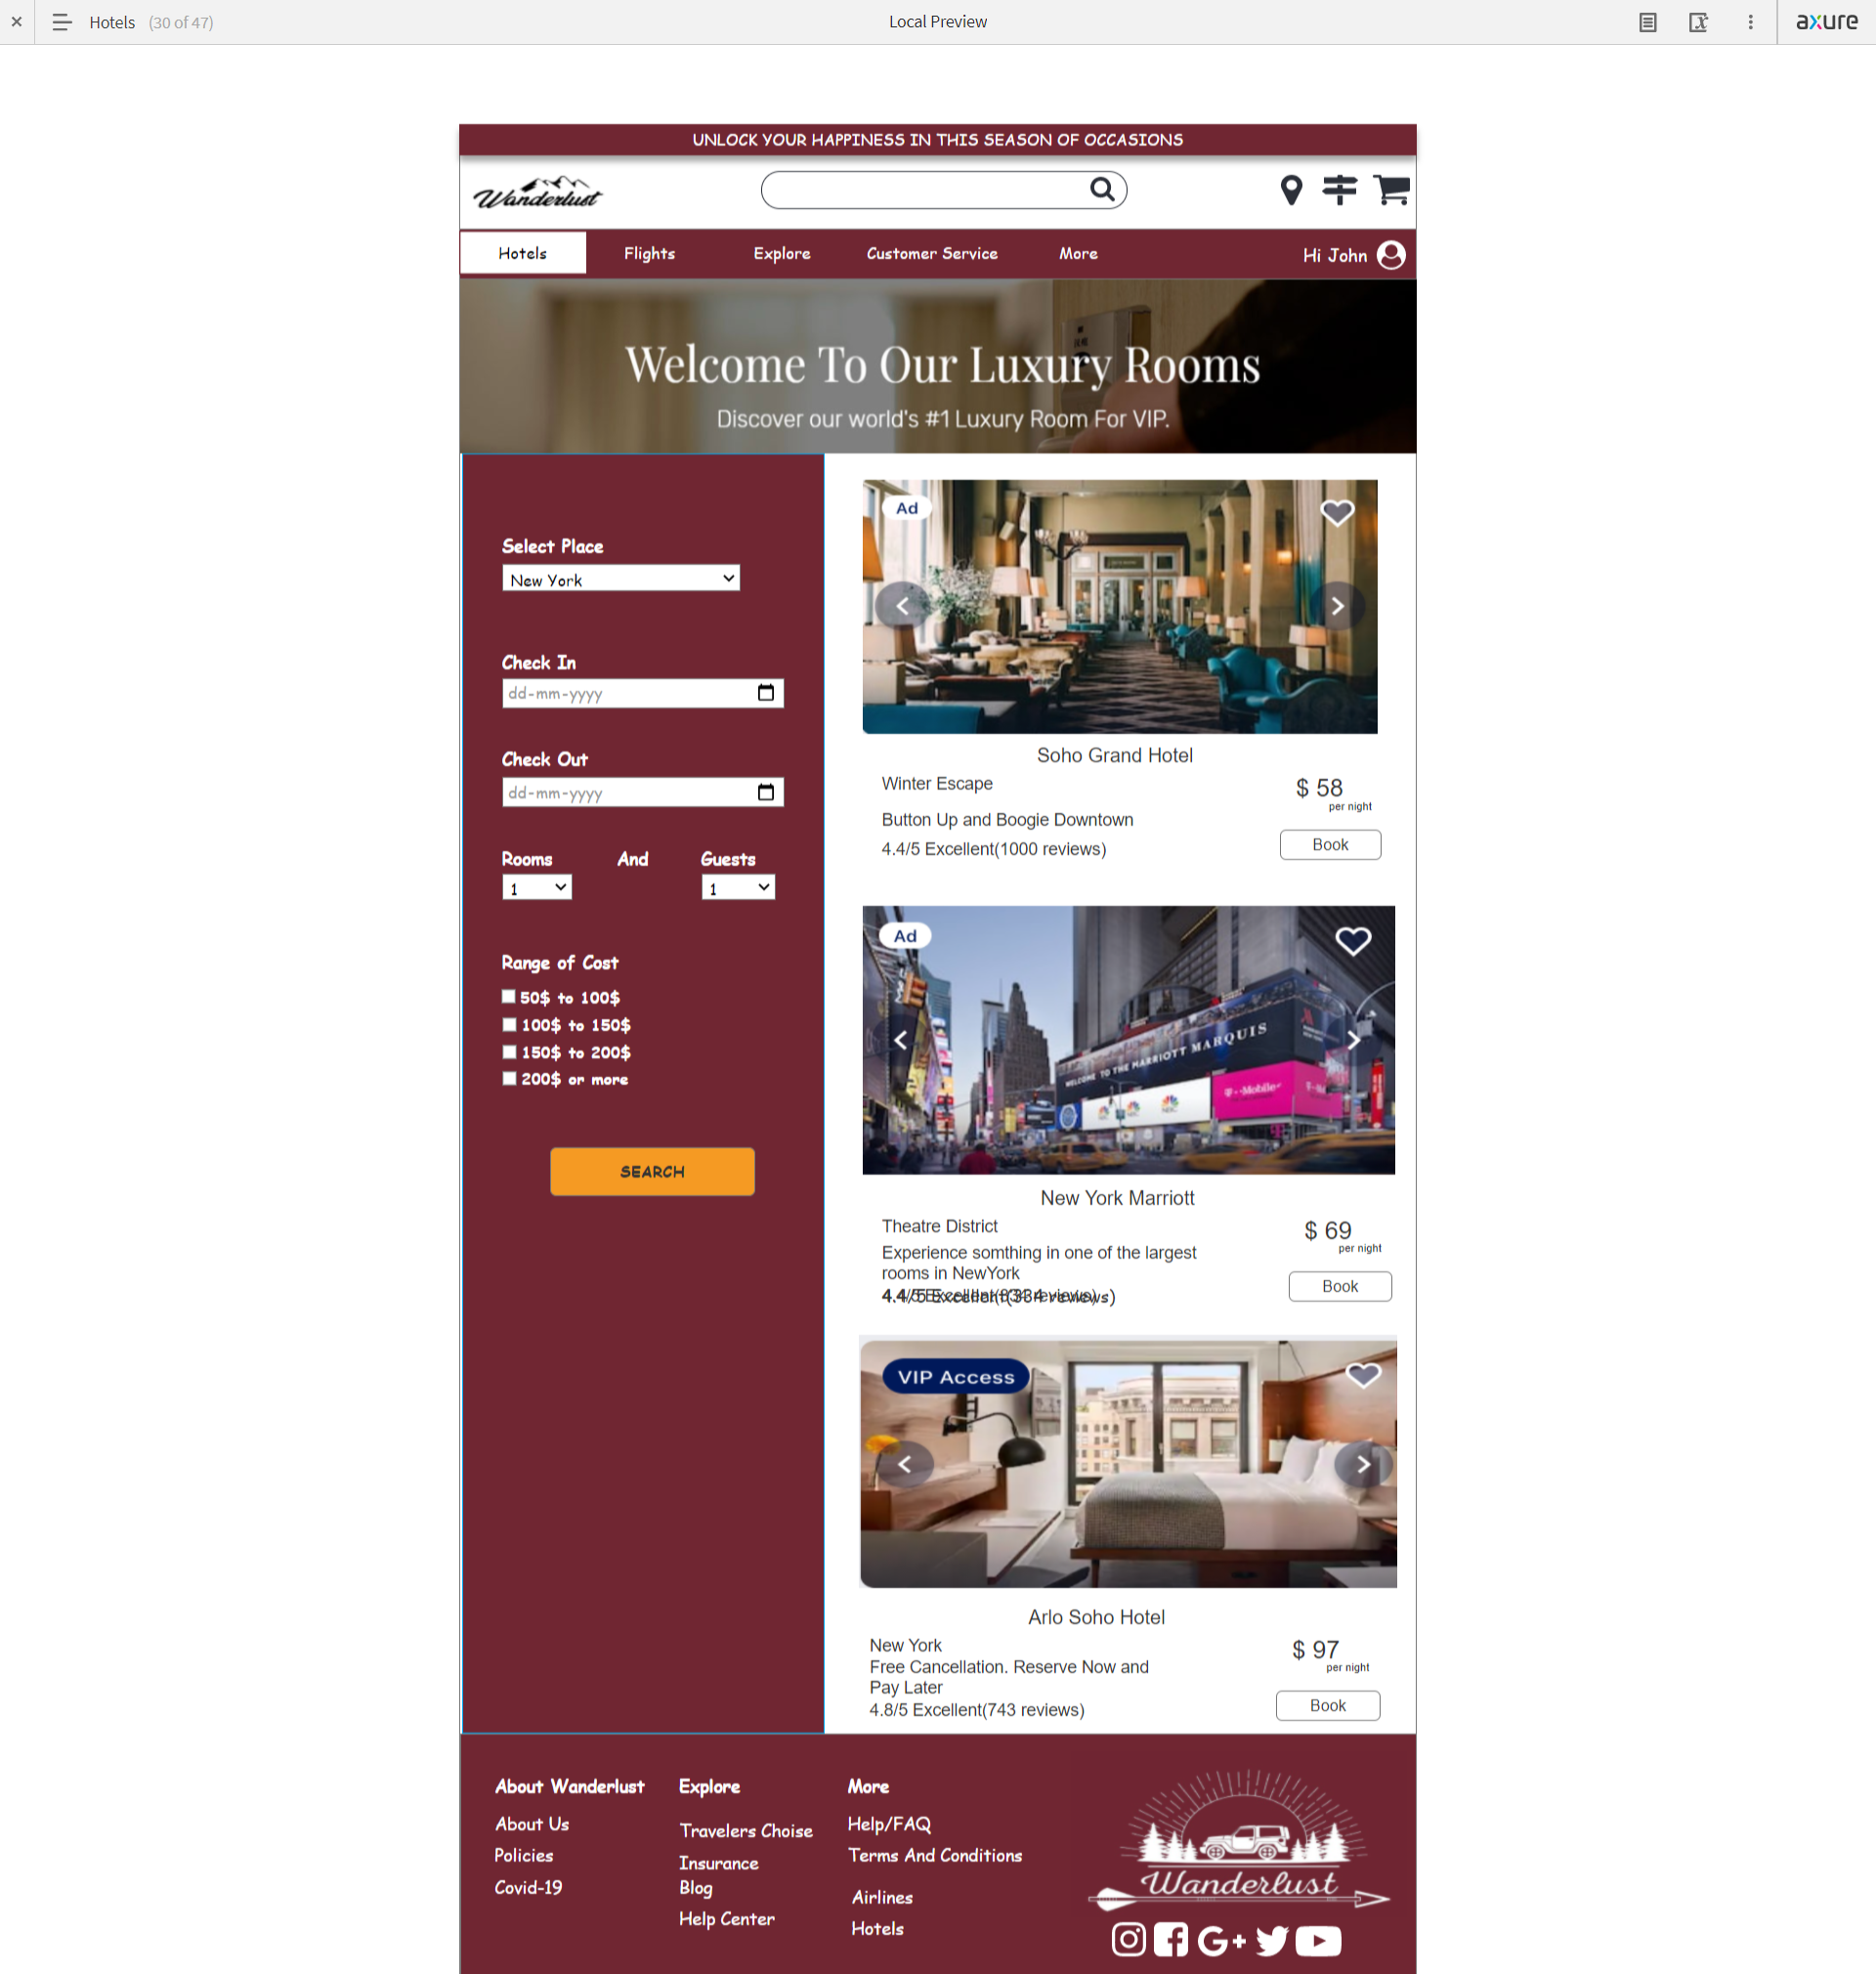 Hotels (30 of 47)
Local Preview
axure
UNLOCK YOUR HAPPINESS IN THIS SEASON OF OCCASIONS
Wanderlust
Hotels Flights Explore Customer Service More Hi John
Welcome To Our Luxury Rooms
Discover our world's #1 Luxury Room For VIP.
Select Place
New York
Check In
dd-mm-yyyy
Check Out
dd-mm-yyyy
Rooms And Guests
1 1
Range of Cost
50$ to 100$
100$ to 150$
150$ to 200$
200$ or more
SEARCH
Ad
Soho Grand Hotel
Winter Escape
$ 58
per night
Button Up and Boogie Downtown
4.4/5 Excellent(1000 reviews)
Book
Ad
WELCOME TO THE MARRIOTT MARQUIS
T-Mobile
NBC
New York Marriott
Theatre District
$ 69
per night
Experience somthing in one of the largest
rooms in NewYork
Book
VIP Access
Arlo Soho Hotel
New York
$ 97
per night
Free Cancellation. Reserve Now and
Pay Later
4.8/5 Excellent(743 reviews)
Book
About Wanderlust
About Us
Policies
Covid-19
Explore
Travelers Choise
Insurance
Blog
Help Center
More
Help/FAQ
Terms And Conditions
Airlines
Hotels
Wanderlust